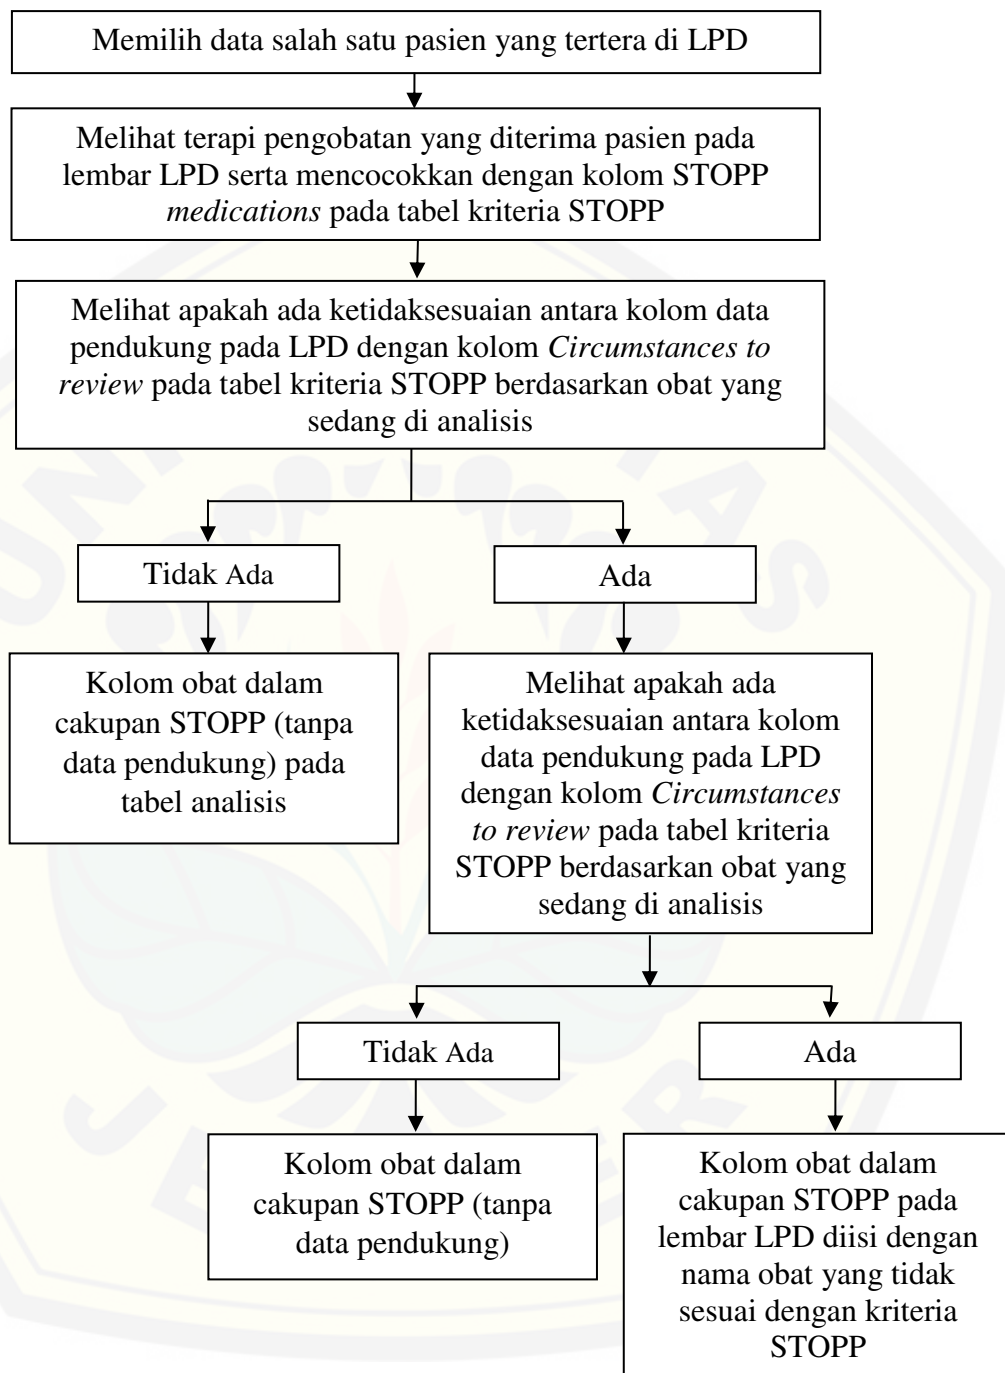 Memilih data salah satu pasien yang tertera di LPD
Melihat terapi pengobatan yang diterima pasien pada
lembar LPD serta mencocokkan dengan kolom STOPP
medications pada tabel kriteria STOPP
Melihat apakah ada ketidaksesuaian antara kolom data
pendukung pada LPD dengan kolom Circumstances to
review pada tabel kriteria STOPP berdasarkan obat yang
sedang di analisis
Tidak Ada
Ada
Kolom obat dalam
cakupan STOPP (tanpa
data pendukung) pada
tabel analisis
Melihat apakah ada
ketidaksesuaian antara kolom
data pendukung pada LPD
dengan kolom Circumstances
to review pada tabel kriteria
STOPP berdasarkan obat yang
sedang di analisis
Tidak Ada
Ada
Kolom obat dalam
cakupan STOPP (tanpa
data pendukung)
Kolom obat dalam
cakupan STOPP pada
lembar LPD diisi dengan
nama obat yang tidak
sesuai dengan kriteria
STOPP